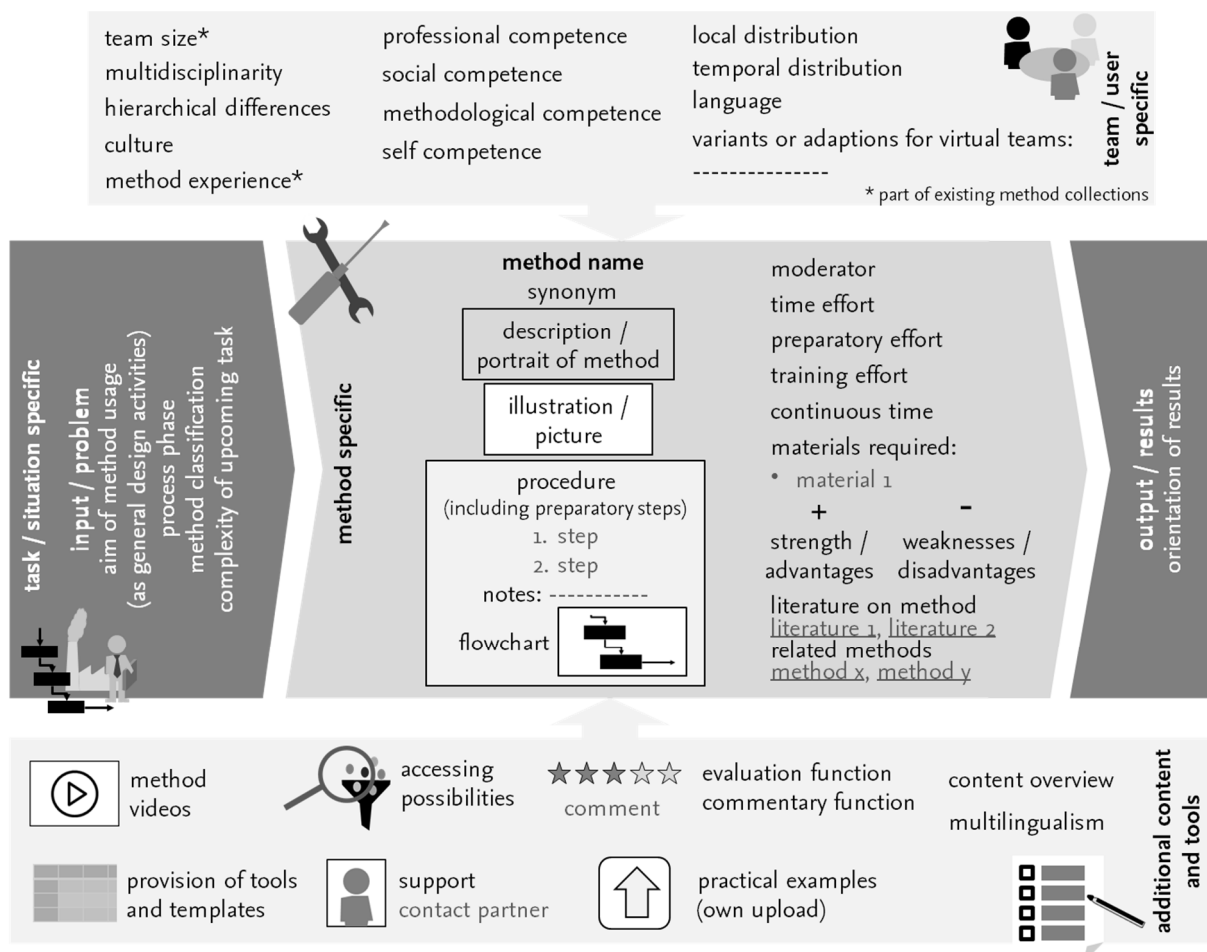 team size*
multidisciplinarity
hierarchical differences
culture
method experience*
professional competence
social competence
methodological competence
self competence
local distribution
temporal distribution
language
variants or adaptions for virtual teams:
---------------
team / user
specific
* part of existing method collections
task / situation specific
input / problem
aim of method usage
(as general design activities)
process phase
method classification
complexity of upcoming task
method specific
method name
synonym
description /
portrait of method
illustration /
picture
procedure
(including preparatory steps)
1. step
2. step
notes: --------------
flowchart
moderator
time effort
preparatory effort
training effort
continuous time
materials required:
• material 1
+
strength /
advantages
-
weaknesses /
disadvantages
literature on method
literature 1, literature 2
related methods
method x, method y
output / results
orientation of results
method
videos
accessing
possibilities
comment
evaluation function
commentary function
content overview
multilingualism
provision of tools
and templates
support
contact partner
practical examples
(own upload)
additional content
and tools